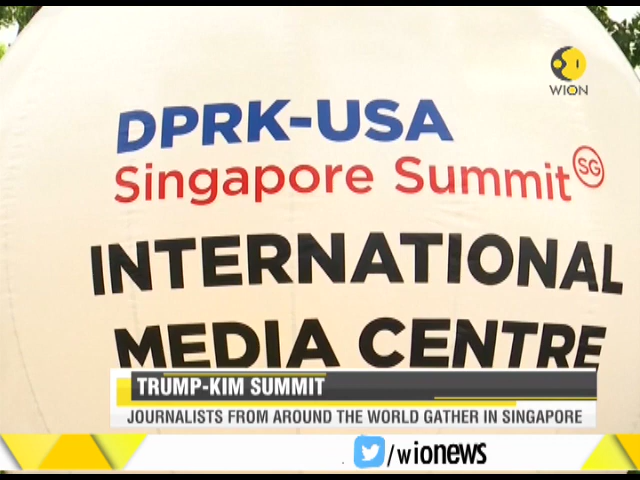 WION
DPRK-USA
Singapore Summit SG
INTERNATIONAL
MEDIA CENTRE
TRUMP-KIM SUMMIT
JOURNALISTS FROM AROUND THE WORLD GATHER IN SINGAPORE
/wionews